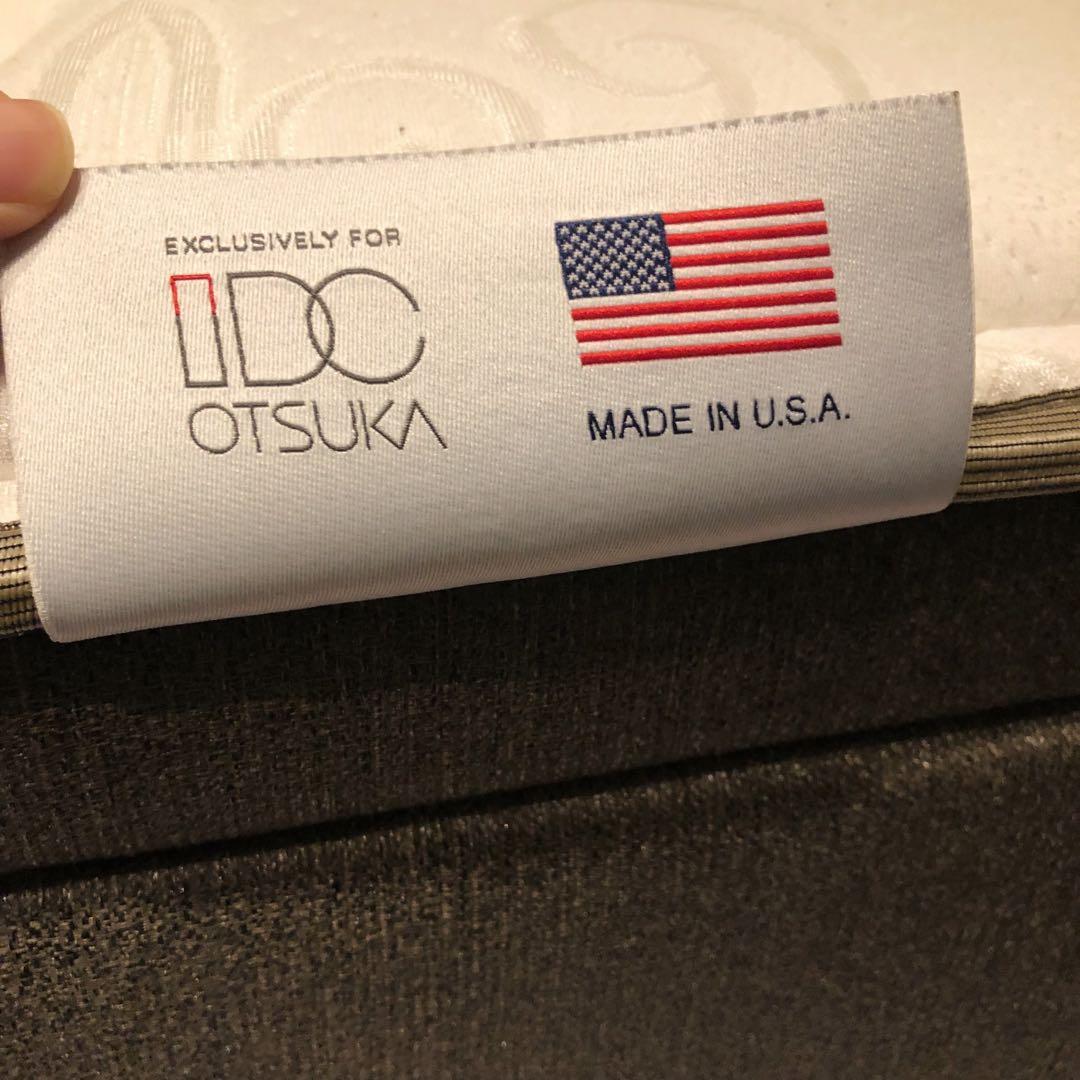 EXCLUSIVELY FOR
IDC
OTSUKA
MADE IN U.S.A.